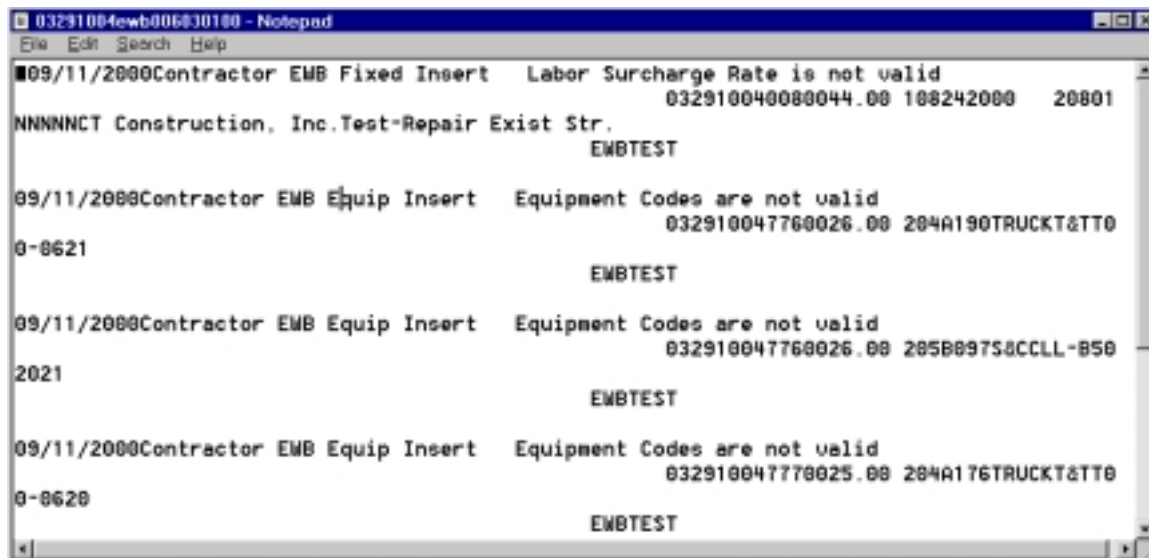 03291004ewb006030100 - Notepad
File Edit Search Help
09/11/2000Contractor EWB Fixed Insert Labor Surcharge Rate is not valid
032910040080044.00 108242000 20801
NNNNNCT Construction, Inc.Test-Repair Exist Str.
EWBTEST
09/11/2000Contractor EWB Equip Insert Equipment Codes are not valid
032910047760026.00 204A190TRUCKT&TT0
0-0621
EWBTEST
09/11/2000Contractor EWB Equip Insert Equipment Codes are not valid
032910047760026.00 205B097S&CCLL-B50
2021
EWBTEST
09/11/2000Contractor EWB Equip Insert Equipment Codes are not valid
032910047770025.00 204A176TRUCKT&TT0
0-0620
EWBTEST